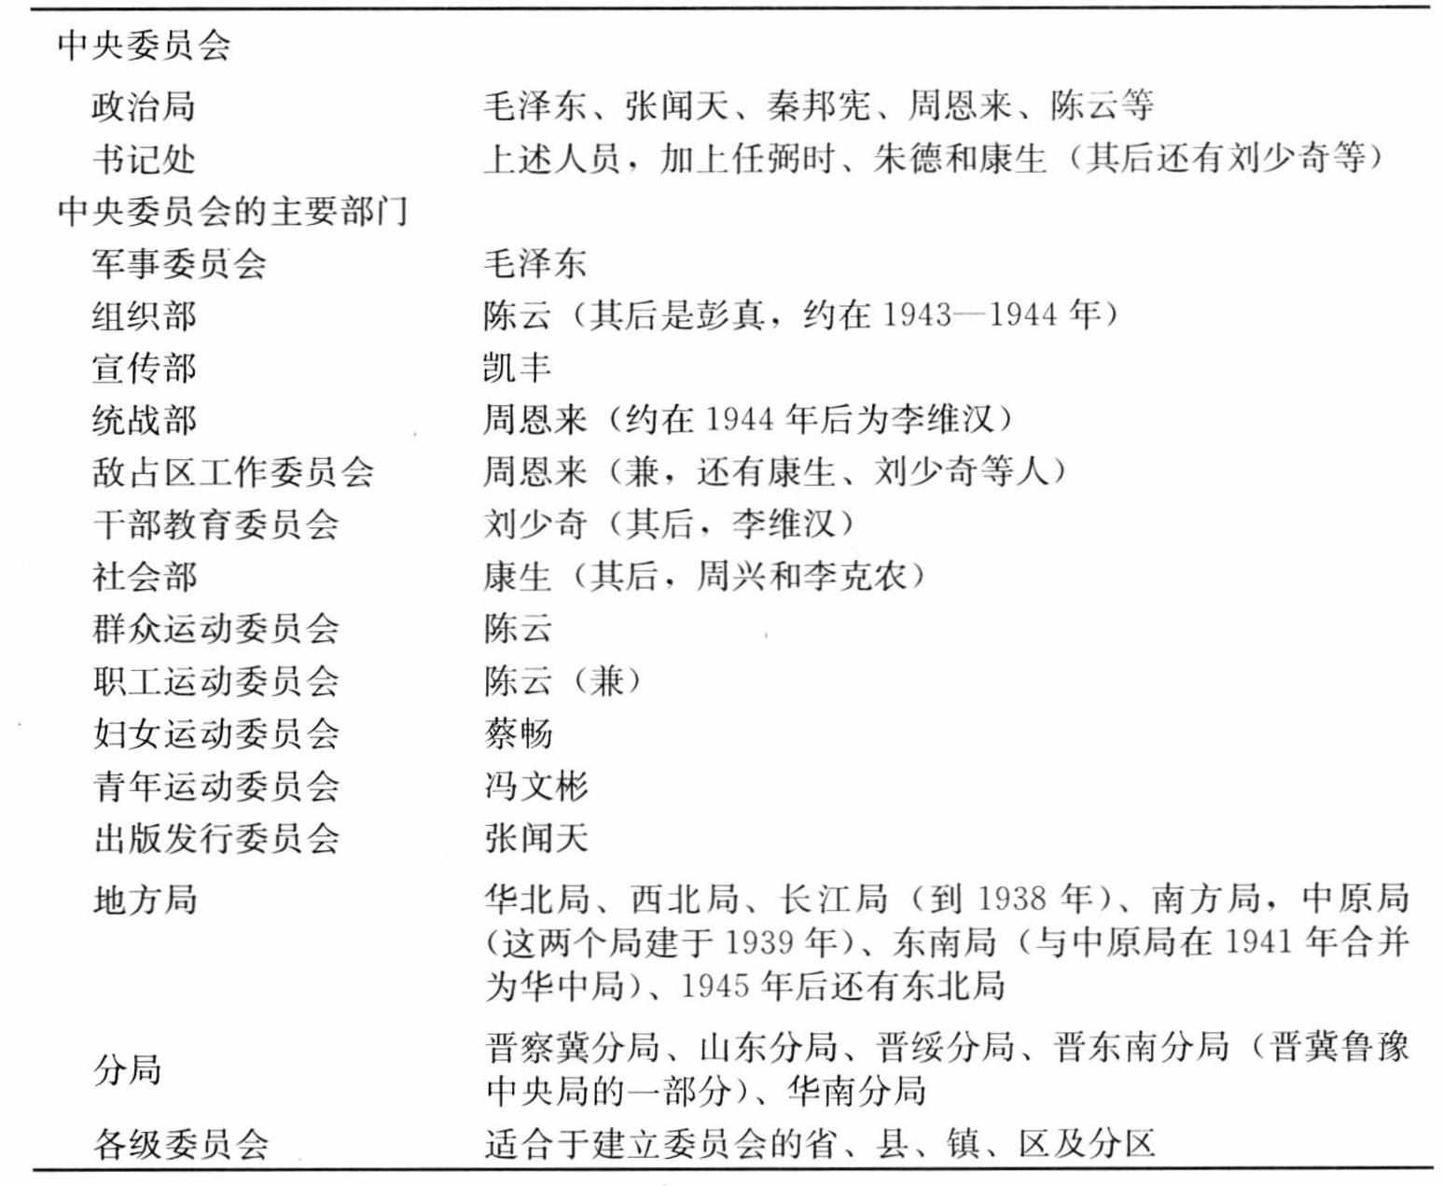 中央委员会
政治局 毛泽东、张闻天、秦邦宪、周恩来、陈云等
书记处 上述人员，加上任弼时、朱德和康生（其后还有刘少奇等）
中央委员会的主要部门
军事委员会 毛泽东
组织部 陈云（其后是彭真，约在1943—1944年）
宣传部 凯丰
统战部 周恩来（约在1944年后为李维汉）
敌占区工作委员会 周恩来（兼，还有康生、刘少奇等人）
干部教育委员会 刘少奇（其后，李维汉）
社会部 康生（其后，周兴和李克农）
群众运动委员会 陈云
职工运动委员会 陈云（兼）
妇女运动委员会 蔡畅
青年运动委员会 冯文彬
出版发行委员会 张闻天
地方局 华北局、西北局、长江局（到1938年）、南方局，中原局
（这两个局建于1939年）、东南局（与中原局在1941年合并
为华中局）、1945年后还有东北局
分局 晋察冀分局、山东分局、晋绥分局、晋东南分局（晋冀鲁豫
中央局的一部分）、华南分局
各级委员会 适合于建立委员会的省、县、镇、区及分区